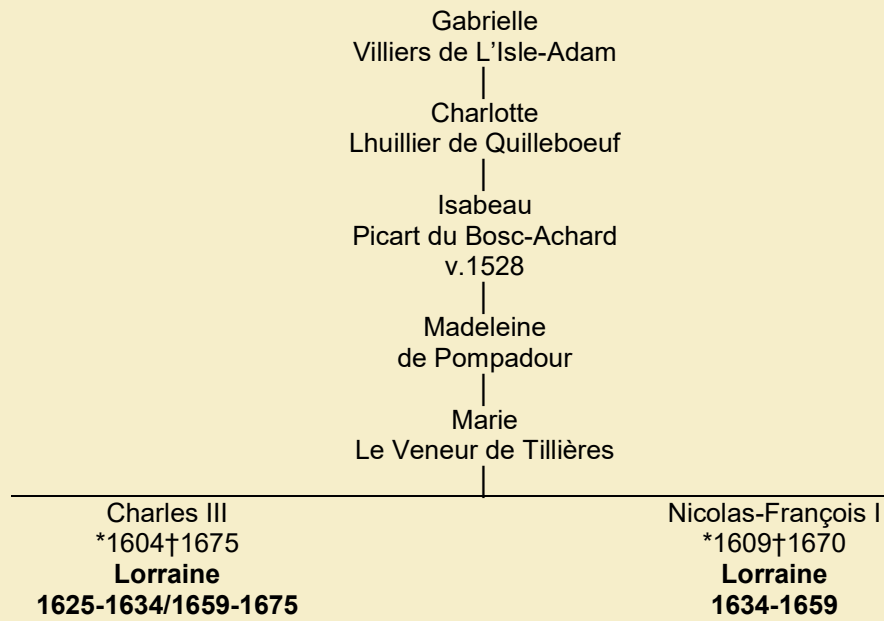 Gabrielle
Villiers de L’Isle-Adam
Charlotte
Lhuillier de Quilleboeuf
Isabeau
Picart du Bosc-Achard
v.1528
Madeleine
de Pompadour
Marie
Le Veneur de Tillières
Charles III
*1604†1675
Lorraine
1625-1634/1659-1675
Nicolas-François I
*1609†1670
Lorraine
1634-1659